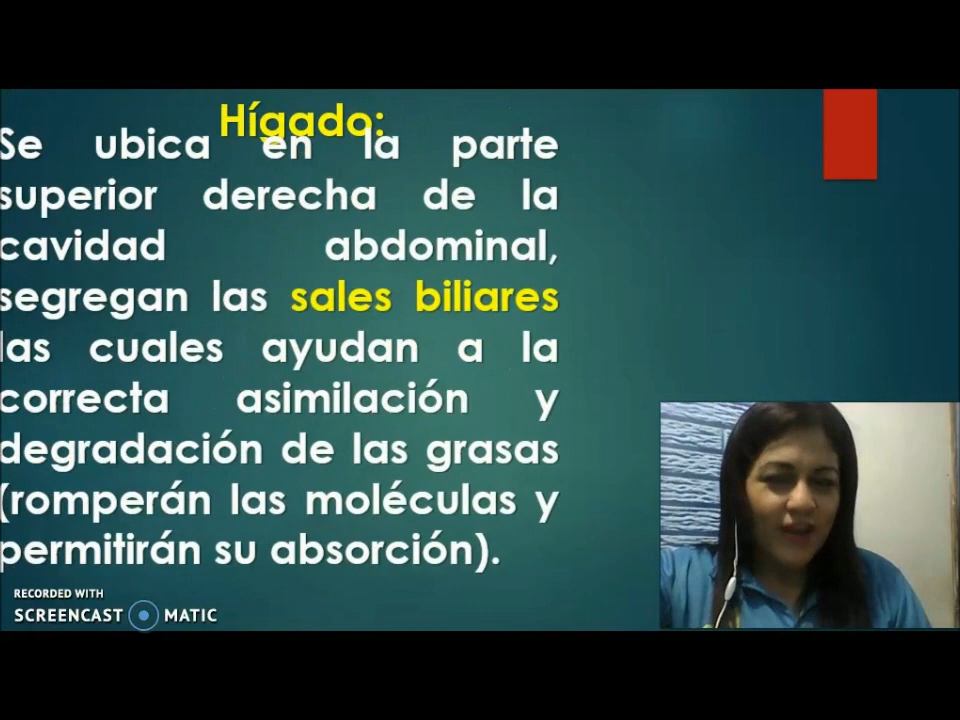 Hígado:
Se ubica en la parte
superior derecha de la
cavidad abdominal,
segregan las sales biliares
las cuales ayudan a la
correcta asimilación y
degradación de las grasas
(romperán las moléculas y
permitirán su absorción).
RECORDED WITH
SCREENCAST MATIC